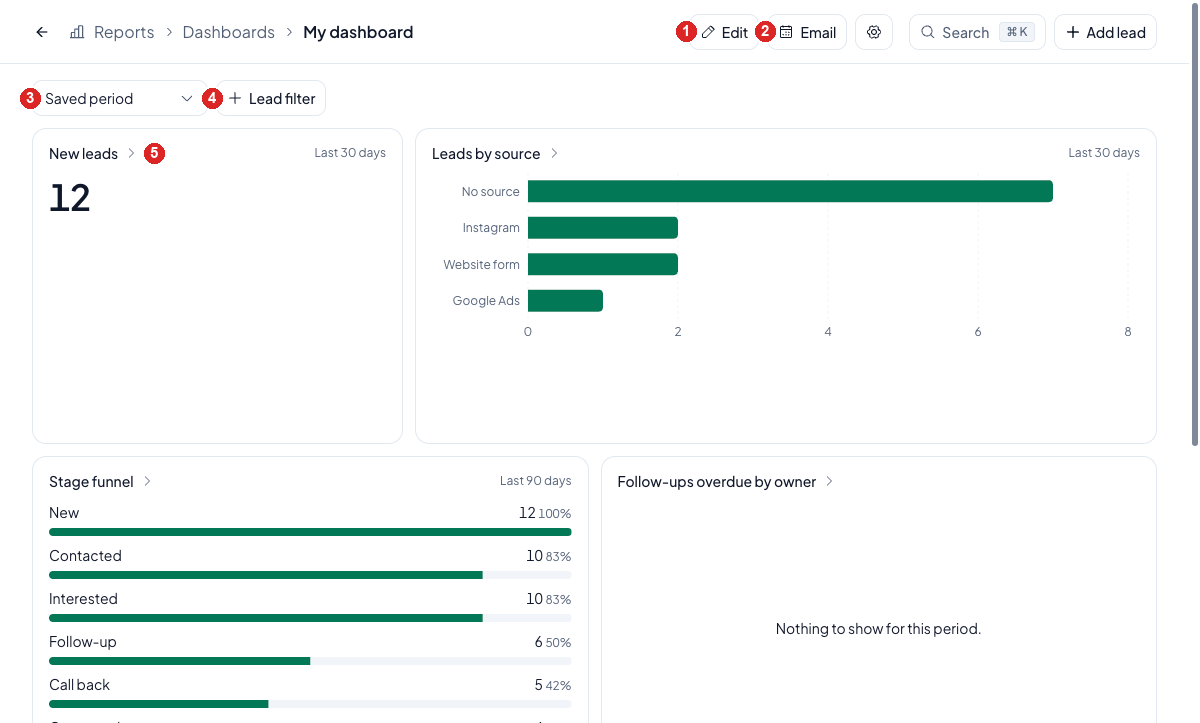 Reports > Dashboards > My dashboard
1 Edit
2 Email
Search ⌘ K
+ Add lead
3 Saved period
4 + Lead filter
New leads > 5
Last 30 days
12
Leads by source >
Last 30 days
No source
Instagram
Website form
Google Ads
0 2 4 6 8
Stage funnel >
Last 90 days
New 12 100%
Contacted 10 83%
Interested 10 83%
Follow-up 6 50%
Call back 5 42%
Follow-ups overdue by owner >
Nothing to show for this period.